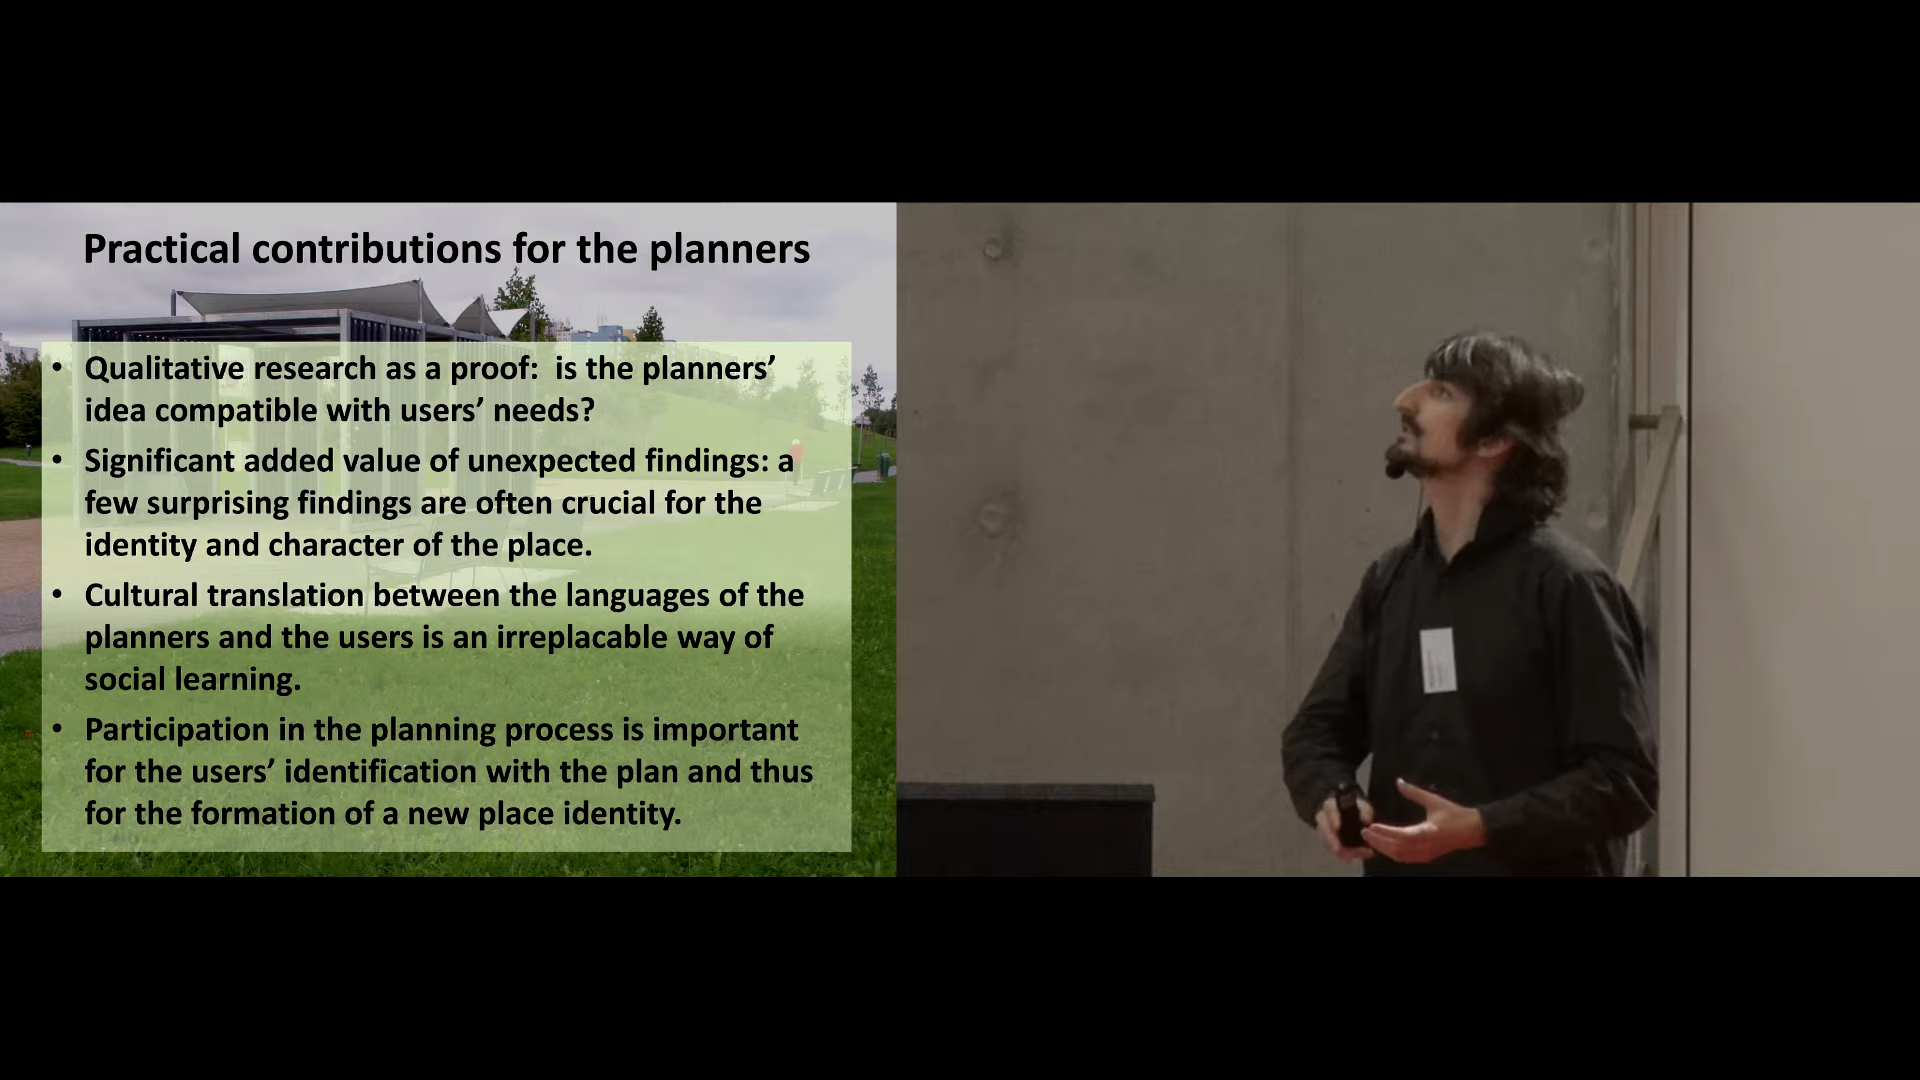 Practical contributions for the planners
• Qualitative research as a proof:  is the planners’
idea compatible with users’ needs?
• Significant added value of unexpected findings: a
few surprising findings are often crucial for the
identity and character of the place.
• Cultural translation between the languages of the
planners and the users is an irreplacable way of
social learning.
• Participation in the planning process is important
for the users’ identification with the plan and thus
for the formation of a new place identity.